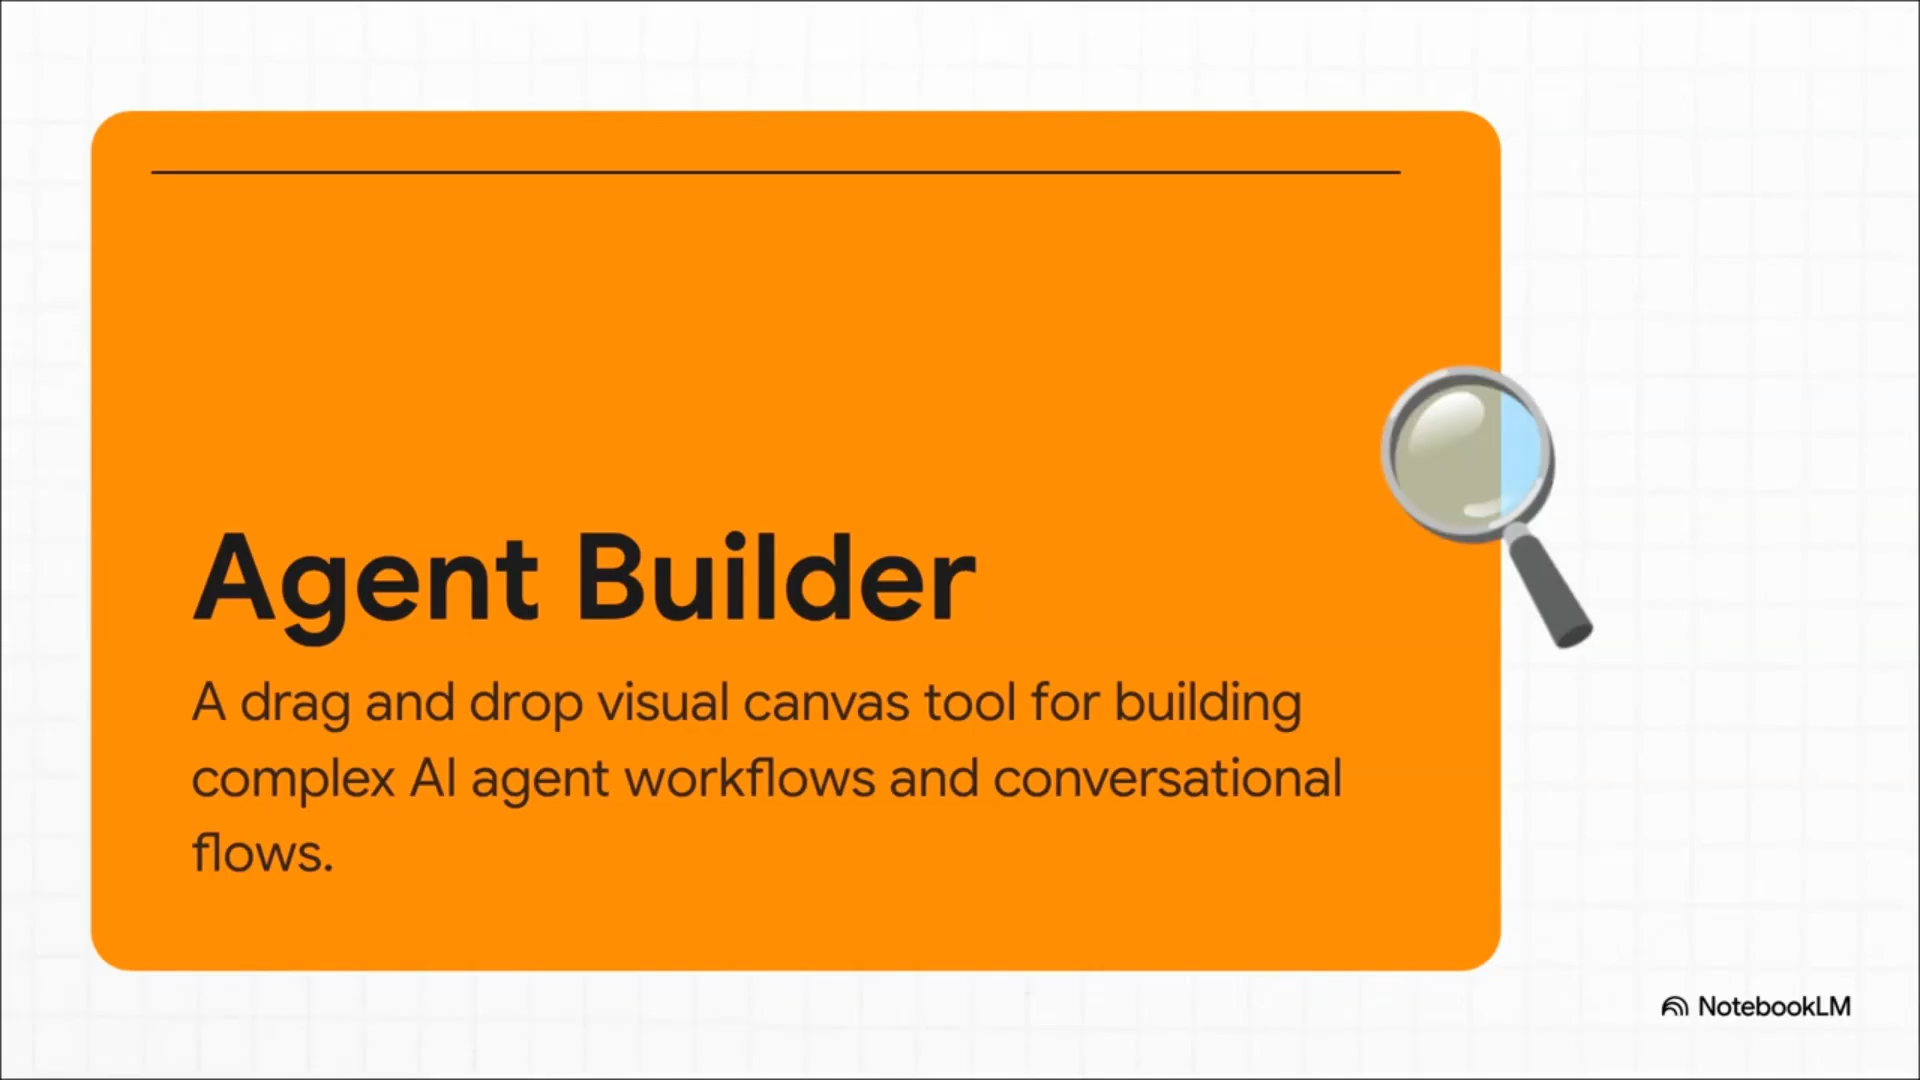 Agent Builder
A drag and drop visual canvas tool for building
complex AI agent workflows and conversational
flows.
NotebookLM